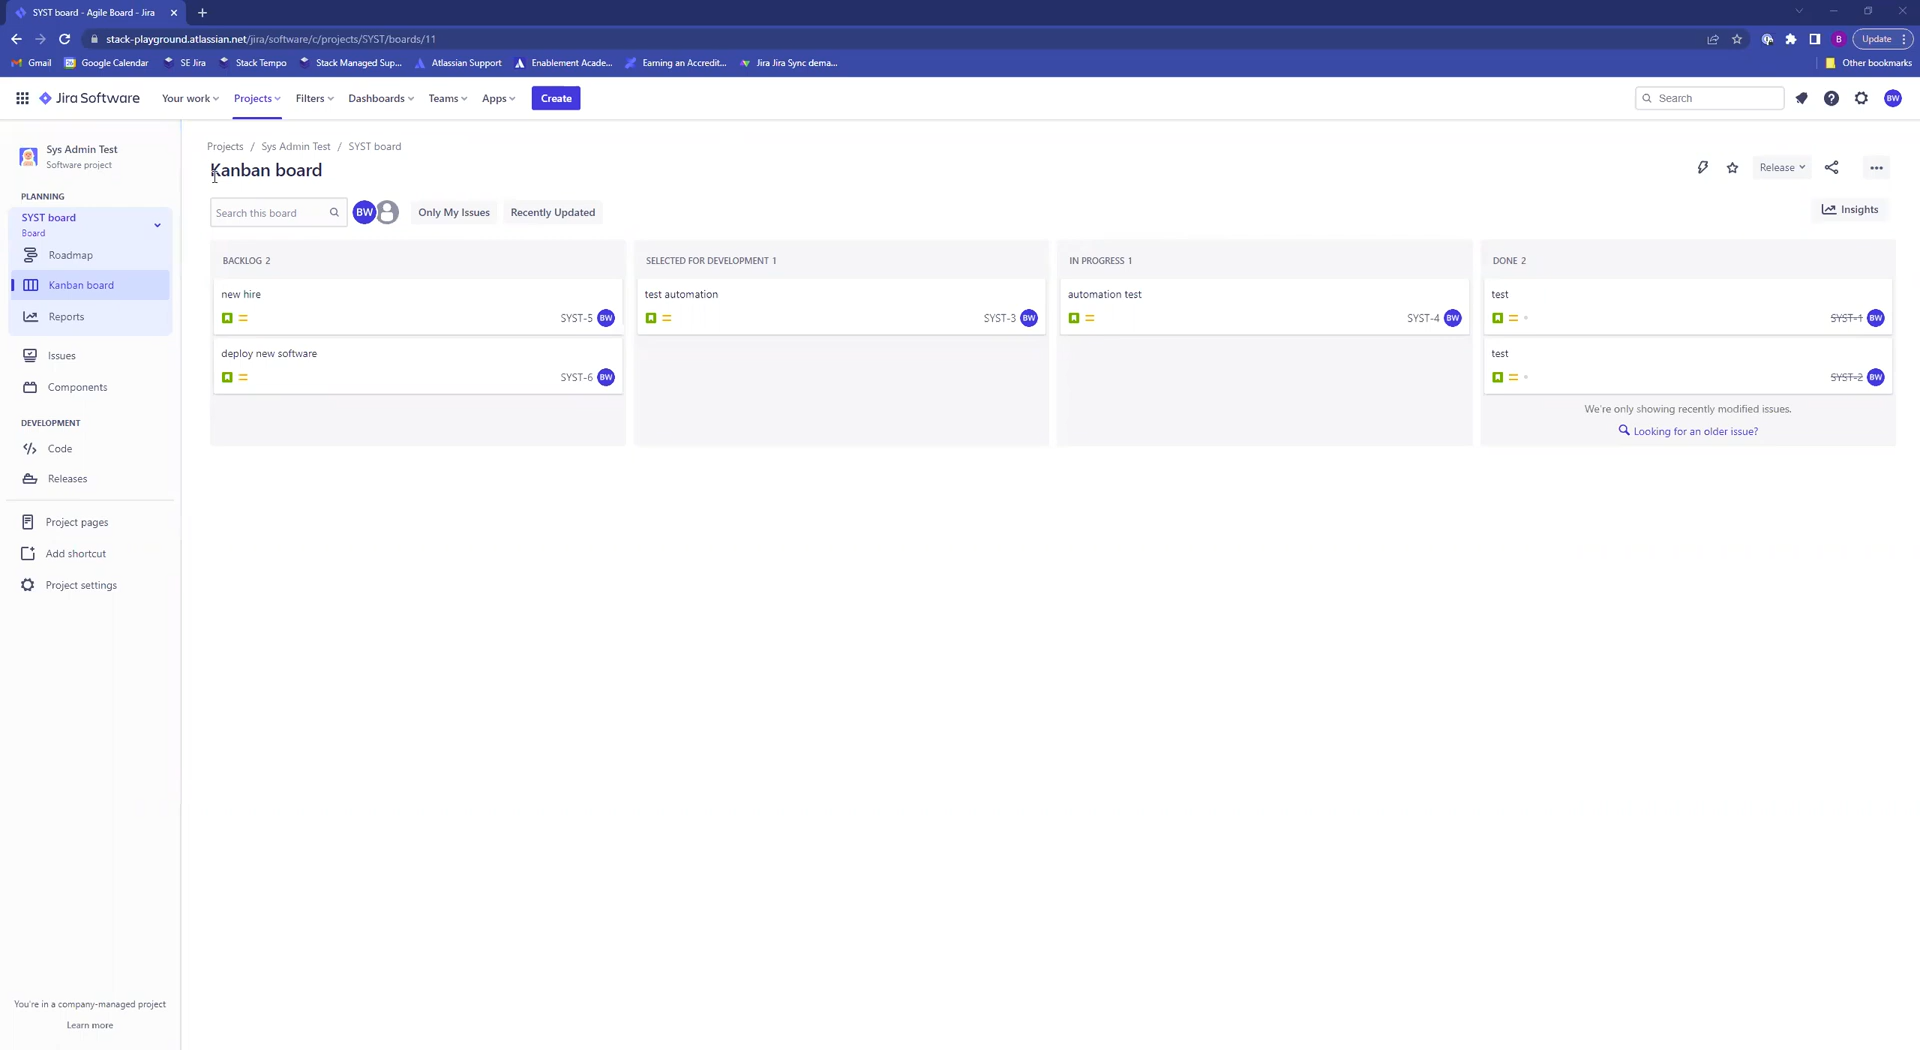 SYST board - Agile Board - Jira
stack-playground.atlassian.net/jira/software/c/projects/SYST/boards/11
B
Update
Gmail
Google Calendar
SE Jira
Stack Tempo
Stack Managed Sup...
Atlassian Support
Enablement Acade...
Earning an Accredit...
Jira Jira Sync dema...
Other bookmarks
Jira Software
Your work
Projects
Filters
Dashboards
Teams
Apps
Create
Search
BW
Sys Admin Test
Software project
PLANNING
SYST board
Board
Roadmap
Kanban board
Reports
Issues
Components
DEVELOPMENT
Code
Releases
Project pages
Add shortcut
Project settings
You're in a company-managed project
Learn more
Projects / Sys Admin Test / SYST board
Kanban board
Release
Search this board
BW
Only My Issues
Recently Updated
Insights
BACKLOG 2
new hire
SYST-5 BW
deploy new software
SYST-6 BW
SELECTED FOR DEVELOPMENT 1
test automation
SYST-3 BW
IN PROGRESS 1
automation test
SYST-4 BW
DONE 2
test
SYST-1 BW
test
SYST-2 BW
We're only showing recently modified issues.
Looking for an older issue?